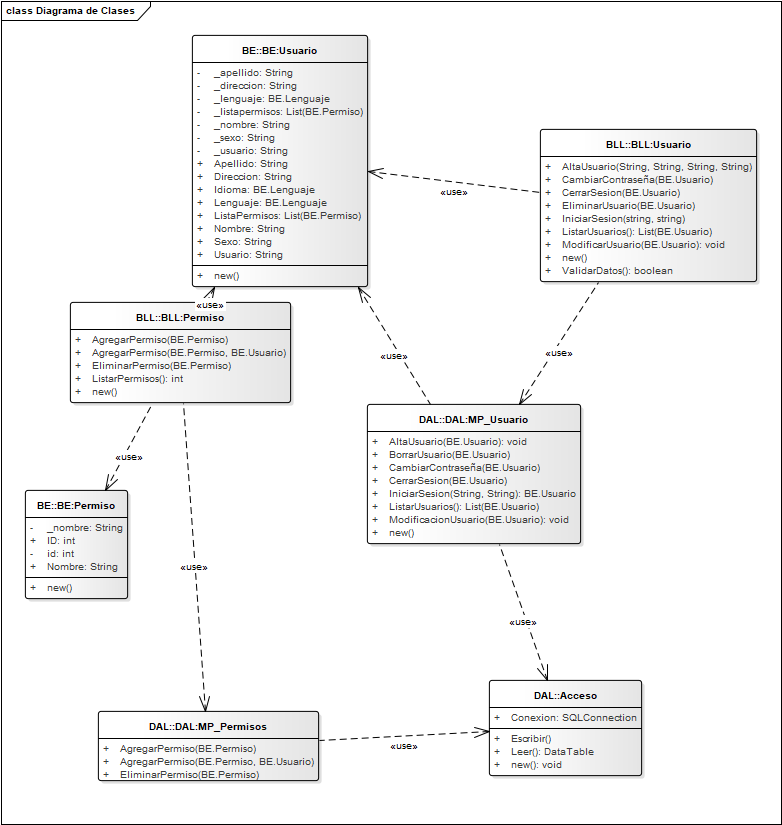 class Diagrama de Clases
BE::BE:Usuario
- _apellido: String
- _direccion: String
- _lenguaje: BE.Lenguaje
- _listapermisos: List(BE.Permiso)
- _nombre: String
- _sexo: String
- _usuario: String
+ Apellido: String
+ Direccion: String
+ Idioma: BE.Lenguaje
+ Lenguaje: BE.Lenguaje
+ ListaPermisos: List(BE.Permiso)
+ Nombre: String
+ Sexo: String
+ Usuario: String
+ new()
BLL::BLL:Usuario
+ AltaUsuario(String, String, String, String)
+ CambiarContraseña(BE.Usuario)
+ CerrarSesion(BE.Usuario)
+ EliminarUsuario(BE.Usuario)
+ IniciarSesion(string, string)
+ ListarUsuarios(): List(BE.Usuario)
+ ModificarUsuario(BE.Usuario): void
+ new()
+ ValidarDatos(): boolean
«use»
«use»
BLL::BLL:Permiso
+ AgregarPermiso(BE.Permiso)
+ AgregarPermiso(BE.Permiso, BE.Usuario)
+ EliminarPermiso(BE.Permiso)
+ ListarPermisos(): int
+ new()
«use»
«use»
DAL::DAL:MP_Usuario
+ AltaUsuario(BE.Usuario): void
+ BorrarUsuario(BE.Usuario)
+ CambiarContraseña(BE.Usuario)
+ CerrarSesion(BE.Usuario)
+ IniciarSesion(String, String): BE.Usuario
+ ListarUsuarios(): List(BE.Usuario)
+ ModificacionUsuario(BE.Usuario): void
+ new()
«use»
BE::BE:Permiso
- _nombre: String
+ ID: int
- id: int
+ Nombre: String
+ new()
«use»
«use»
DAL::DAL:MP_Permisos
+ AgregarPermiso(BE.Permiso)
+ AgregarPermiso(BE.Permiso, BE.Usuario)
+ EliminarPermiso(BE.Permiso)
«use»
DAL::Acceso
+ Conexion: SQLConnection
+ Escribir()
+ Leer(): DataTable
+ new(): void